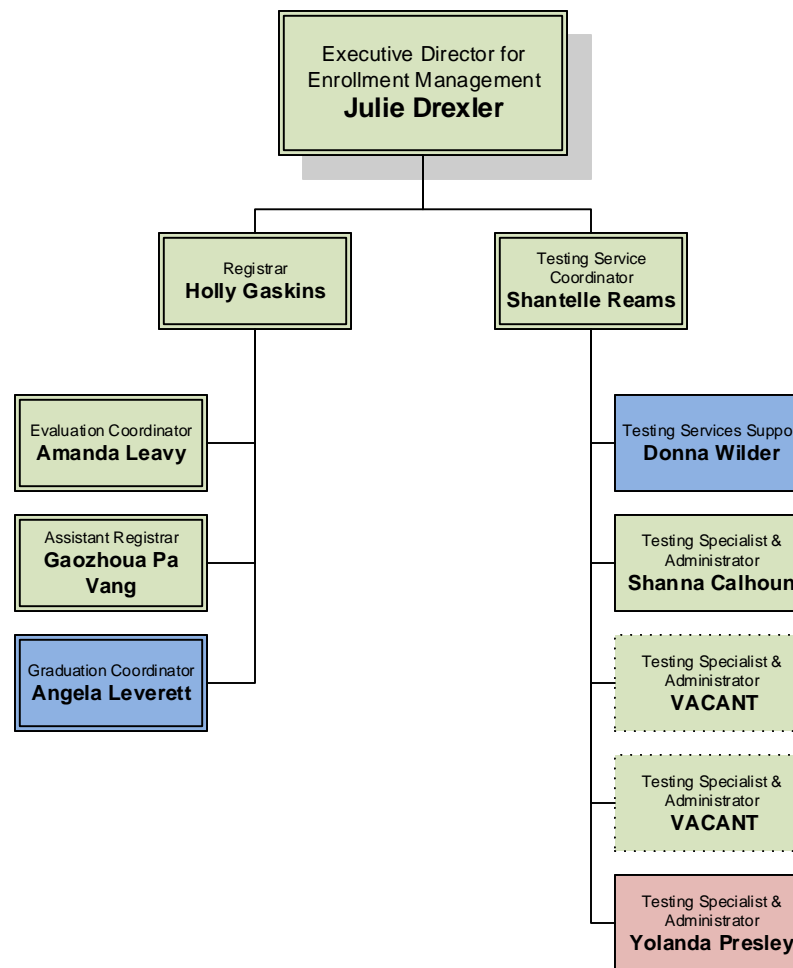 Executive Director for
Enrollment Management
Julie Drexler
Registrar
Holly Gaskins
Testing Service
Coordinator
Shantelle Reams
Evaluation Coordinator
Amanda Leavy
Assistant Registrar
Gaozhoua Pa
Vang
Graduation Coordinator
Angela Leverett
Testing Services Suppo
Donna Wilder
Testing Specialist &
Administrator
Shanna Calhoun
Testing Specialist &
Administrator
VACANT
Testing Specialist &
Administrator
VACANT
Testing Specialist &
Administrator
Yolanda Presley